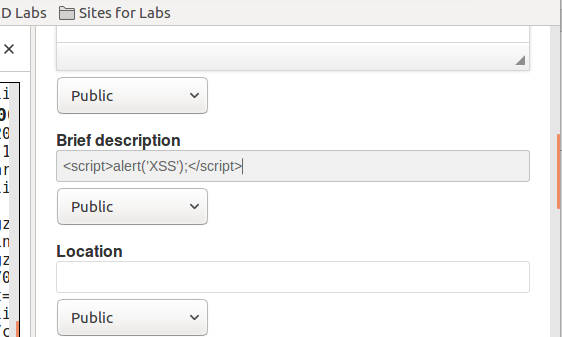 D Labs Sites for Labs
Public
Brief description
<script>alert('XSS');</script>
Public
Location
Public